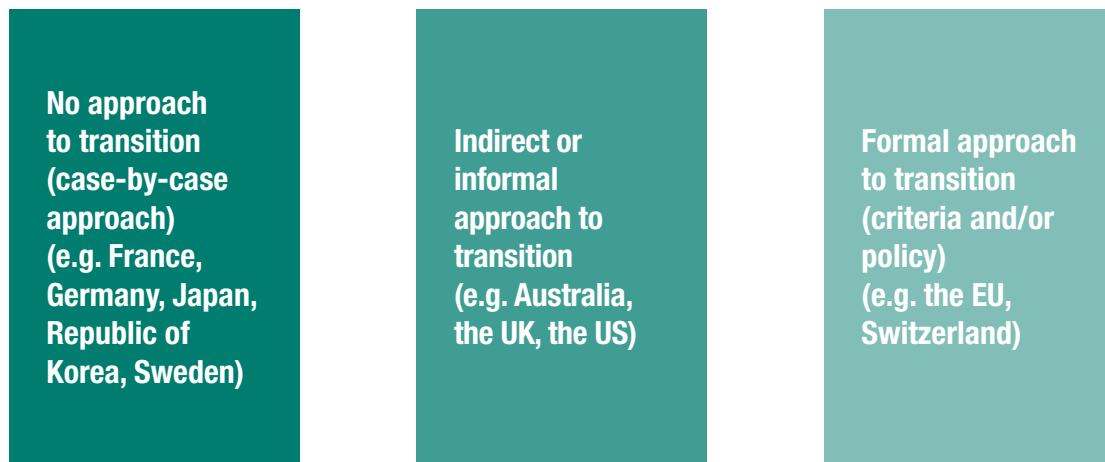 No approach
to transition
(case-by-case
approach)
(e.g. France,
Germany, Japan,
Republic of
Korea, Sweden)
Indirect or
informal
approach to
transition
(e.g. Australia,
the UK, the US)
Formal approach
to transition
(criteria and/or
policy)
(e.g. the EU,
Switzerland)